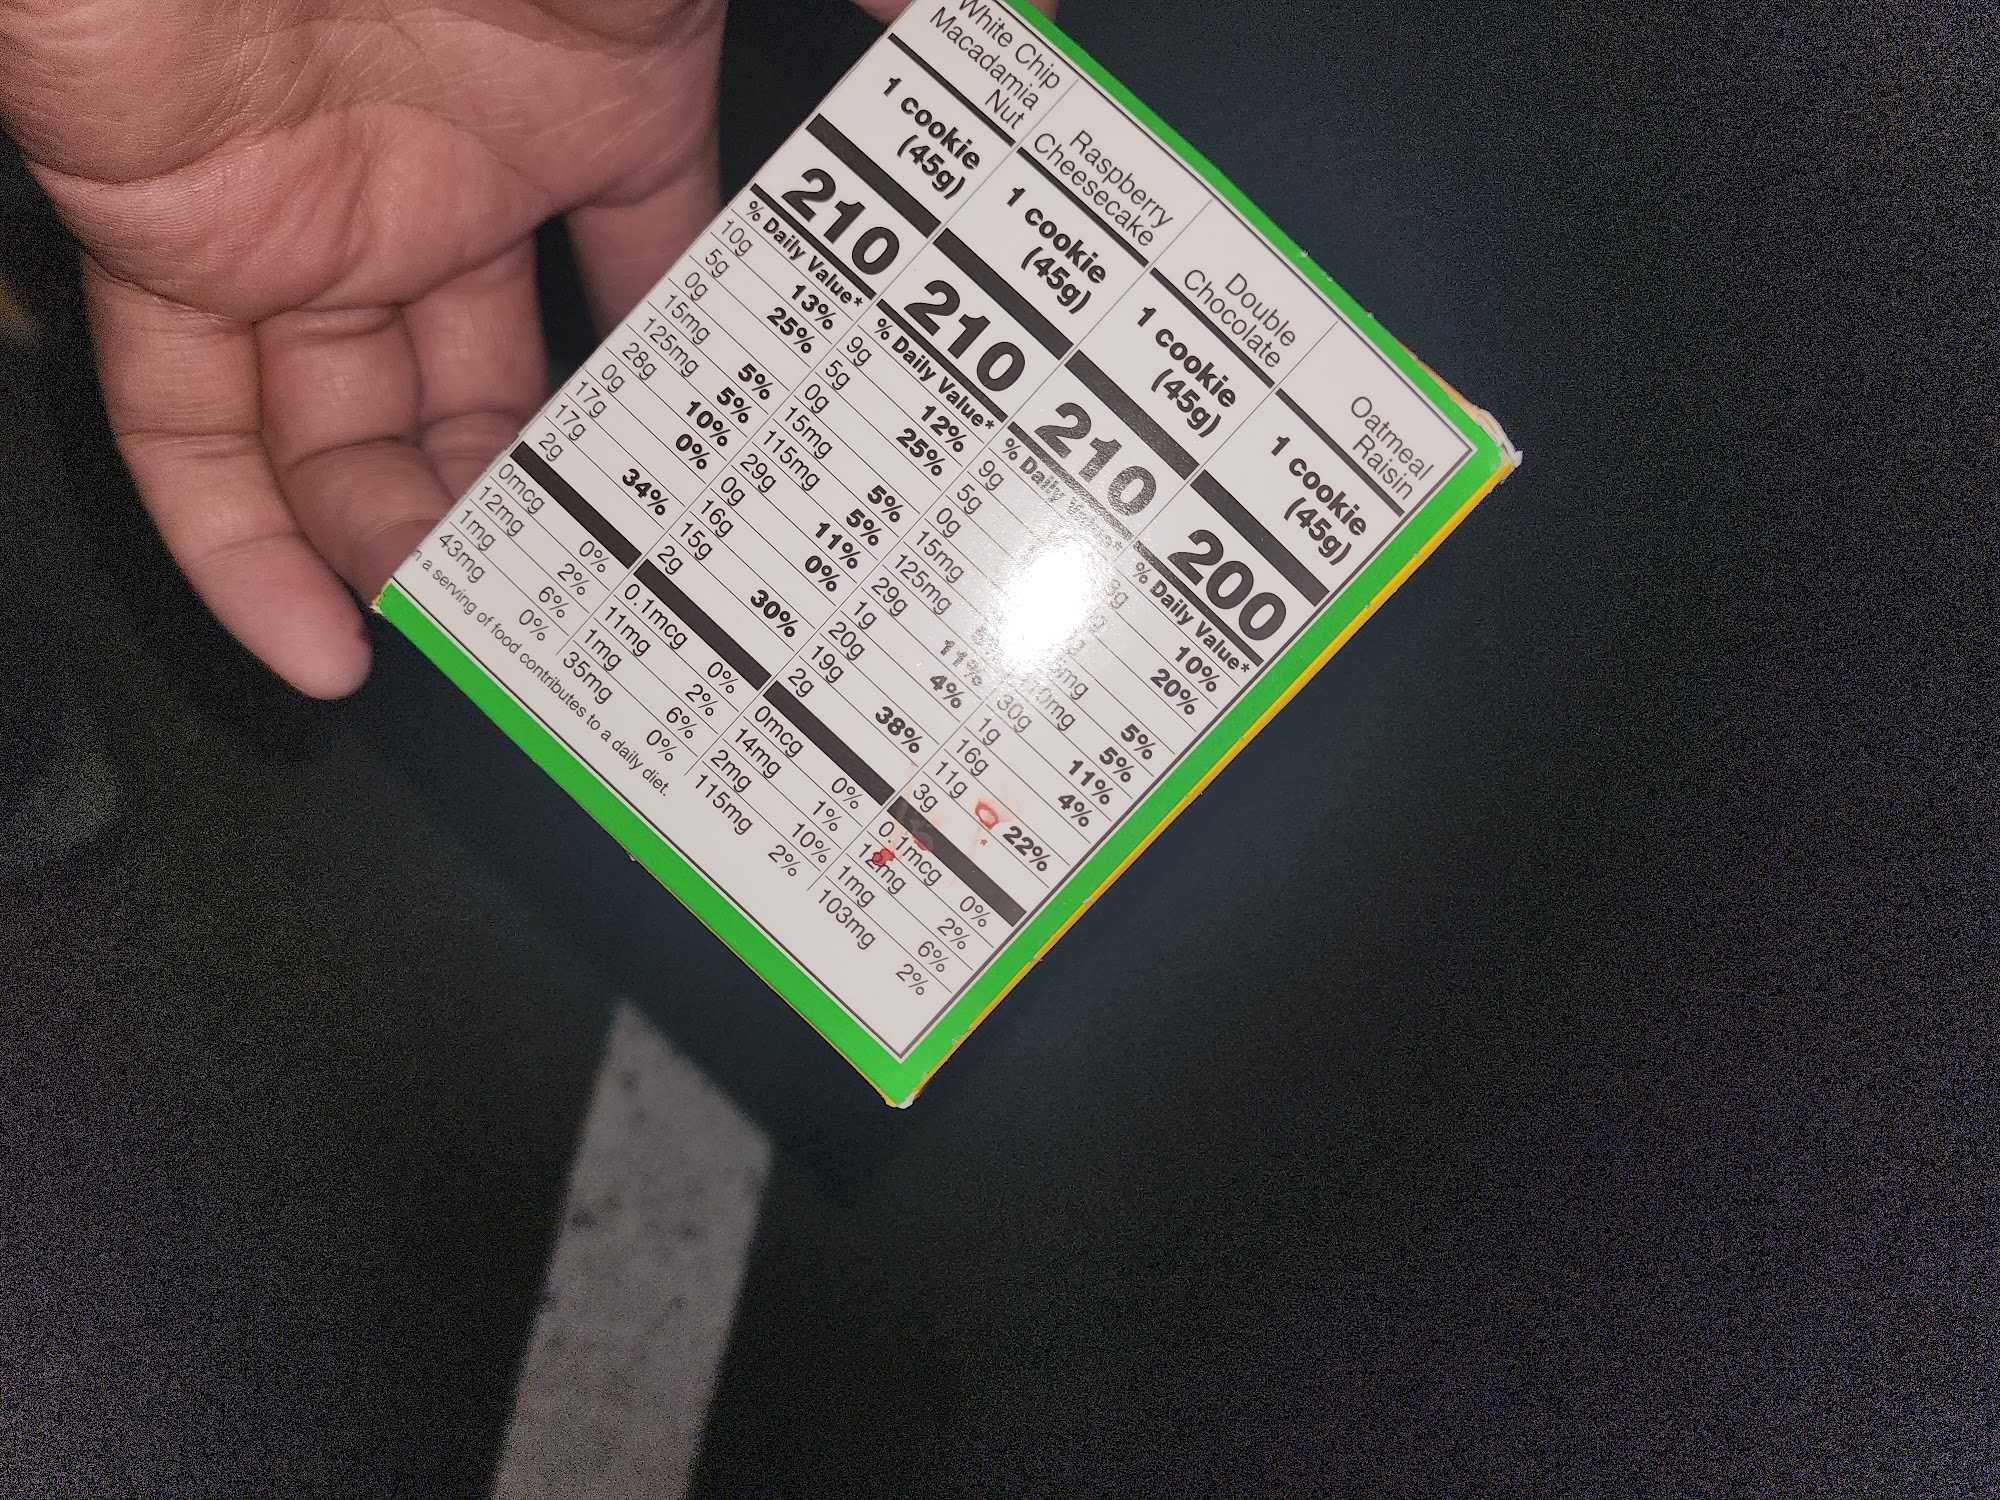 White Chip
Macadamia
Nut
1 cookie
(45g)
210
% Daily Value*
10g 13%
5g 25%
0g
15mg 5%
125mg 5%
28g 10%
0g 0%
17g
17g 34%
2g
0mcg 0%
12mg 2%
1mg 6%
43mg 0%
Raspberry
Cheesecake
1 cookie
(45g)
210
% Daily Value*
9g 12%
5g 25%
0g
15mg 5%
115mg 5%
29g 11%
0g 0%
16g
15g 30%
2g
0.1mcg 0%
11mg 2%
1mg 6%
35mg 0%
Double
Chocolate
1 cookie
(45g)
210
% Daily
9g
5g
0g
15mg
125mg
29g 11%
1g 4%
20g
19g 38%
2g
0mcg 0%
14mg 1%
2mg 10%
115mg 2%
Oatmeal
Raisin
1 cookie
(45g)
200
% Daily Value*
10%
20%
5%
5%
30g 11%
1g 4%
16g
11g 22%
3g
0.1mcg 0%
12mg 2%
1mg 6%
103mg 2%
a serving of food contributes to a daily diet.